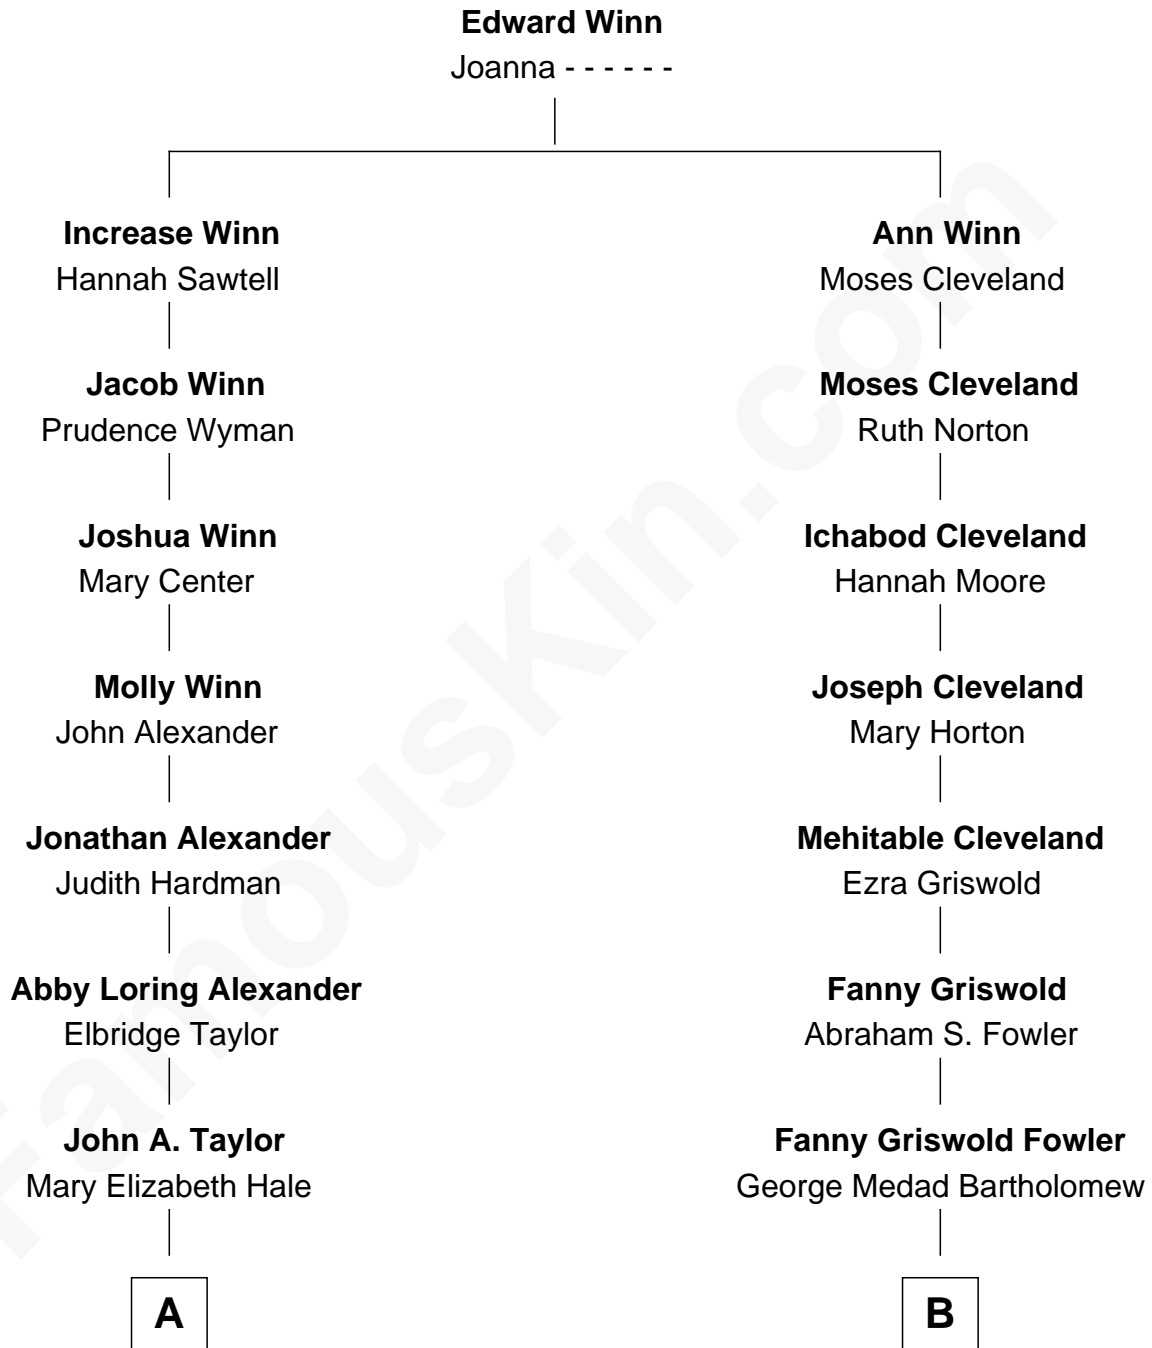 Edward Winn
Joanna - - - - - -
Increase Winn
Hannah Sawtell
Ann Winn
Moses Cleveland
Jacob Winn
Prudence Wyman
Moses Cleveland
Ruth Norton
Joshua Winn
Mary Center
Ichabod Cleveland
Hannah Moore
Molly Winn
John Alexander
Joseph Cleveland
Mary Horton
Jonathan Alexander
Judith Hardman
Mehitable Cleveland
Ezra Griswold
Abby Loring Alexander
Elbridge Taylor
Fanny Griswold
Abraham S. Fowler
John A. Taylor
Mary Elizabeth Hale
Fanny Griswold Fowler
George Medad Bartholomew
A
B
FamousKin.com